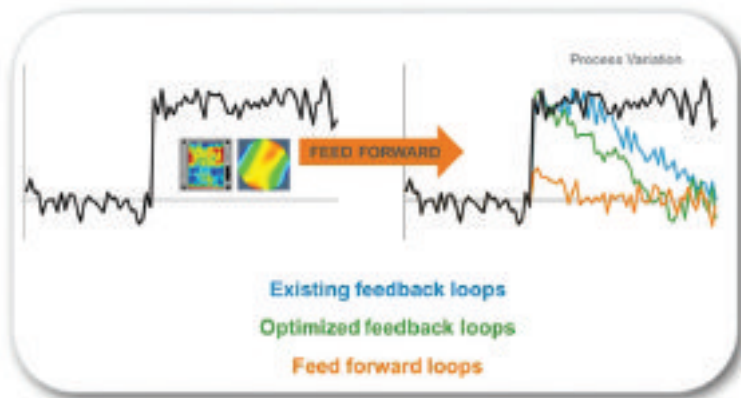 Process Variation
FEED FORWARD
Existing feedback loops
Optimized feedback loops
Feed forward loops